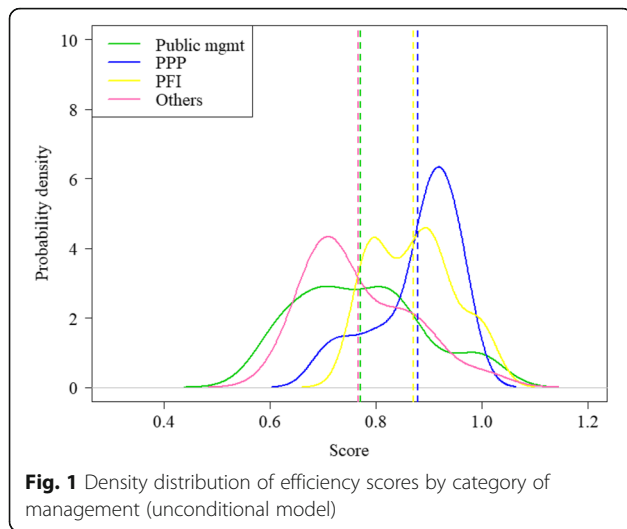 10
8
6
4
2
0
Probability density
Public mgmt
PPP
PFI
Others
0.4 0.6 0.8 1.0 1.2
Score
Fig. 1 Density distribution of efficiency scores by category of
management (unconditional model)